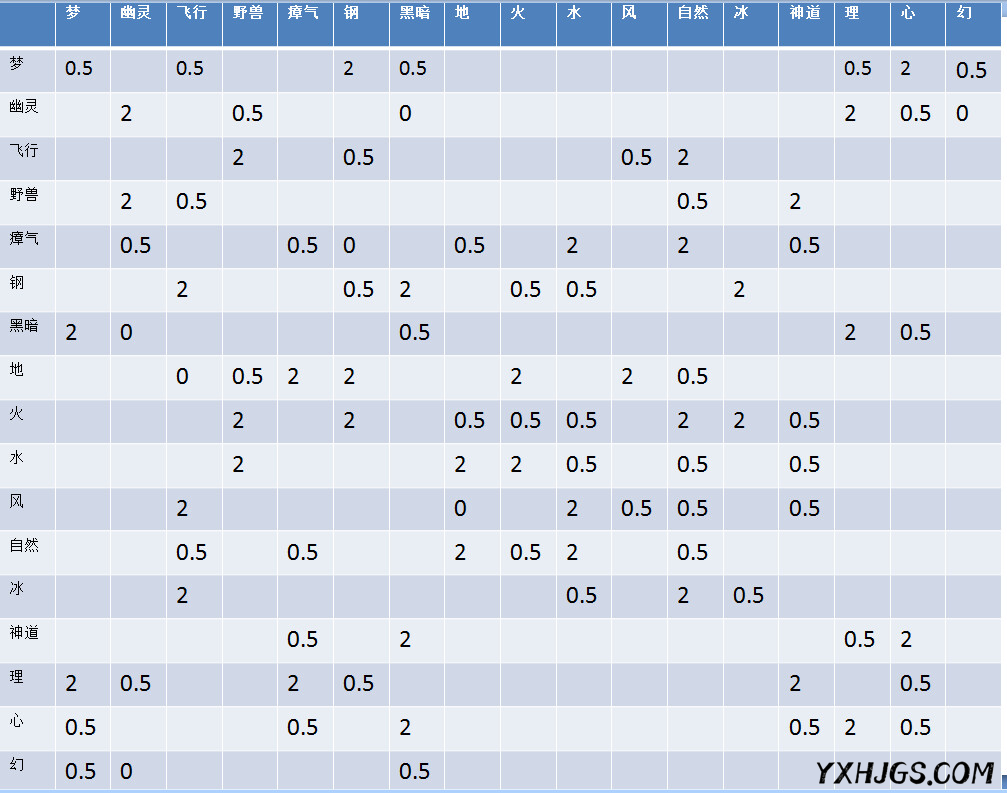 梦 幽灵 飞行 野兽 瘴气 钢 黑暗 地 火 水 风 自然 冰 神道 理 心 幻
梦 0.5 0.5 2 0.5 0.5 2 0.5
幽灵 2 0.5 0 2 0.5 0
飞行 2 0.5 0.5 2
野兽 2 0.5 0.5 2
瘴气 0.5 0.5 0 0.5 2 2 0.5
钢 2 0.5 2 0.5 0.5 2
黑暗 2 0 0.5 2 0.5
地 0 0.5 2 2 2 2 0.5
火 2 2 0.5 0.5 0.5 2 2 0.5
水 2 2 2 0.5 0.5 0.5
风 2 0 2 0.5 0.5 0.5
自然 0.5 0.5 2 0.5 2 0.5
冰 2 0.5 2 0.5
神道 0.5 2 0.5 2
理 2 0.5 2 0.5 2 0.5
心 0.5 0.5 2 0.5 2 0.5
幻 0.5 0 0.5
YXHJGS.COM